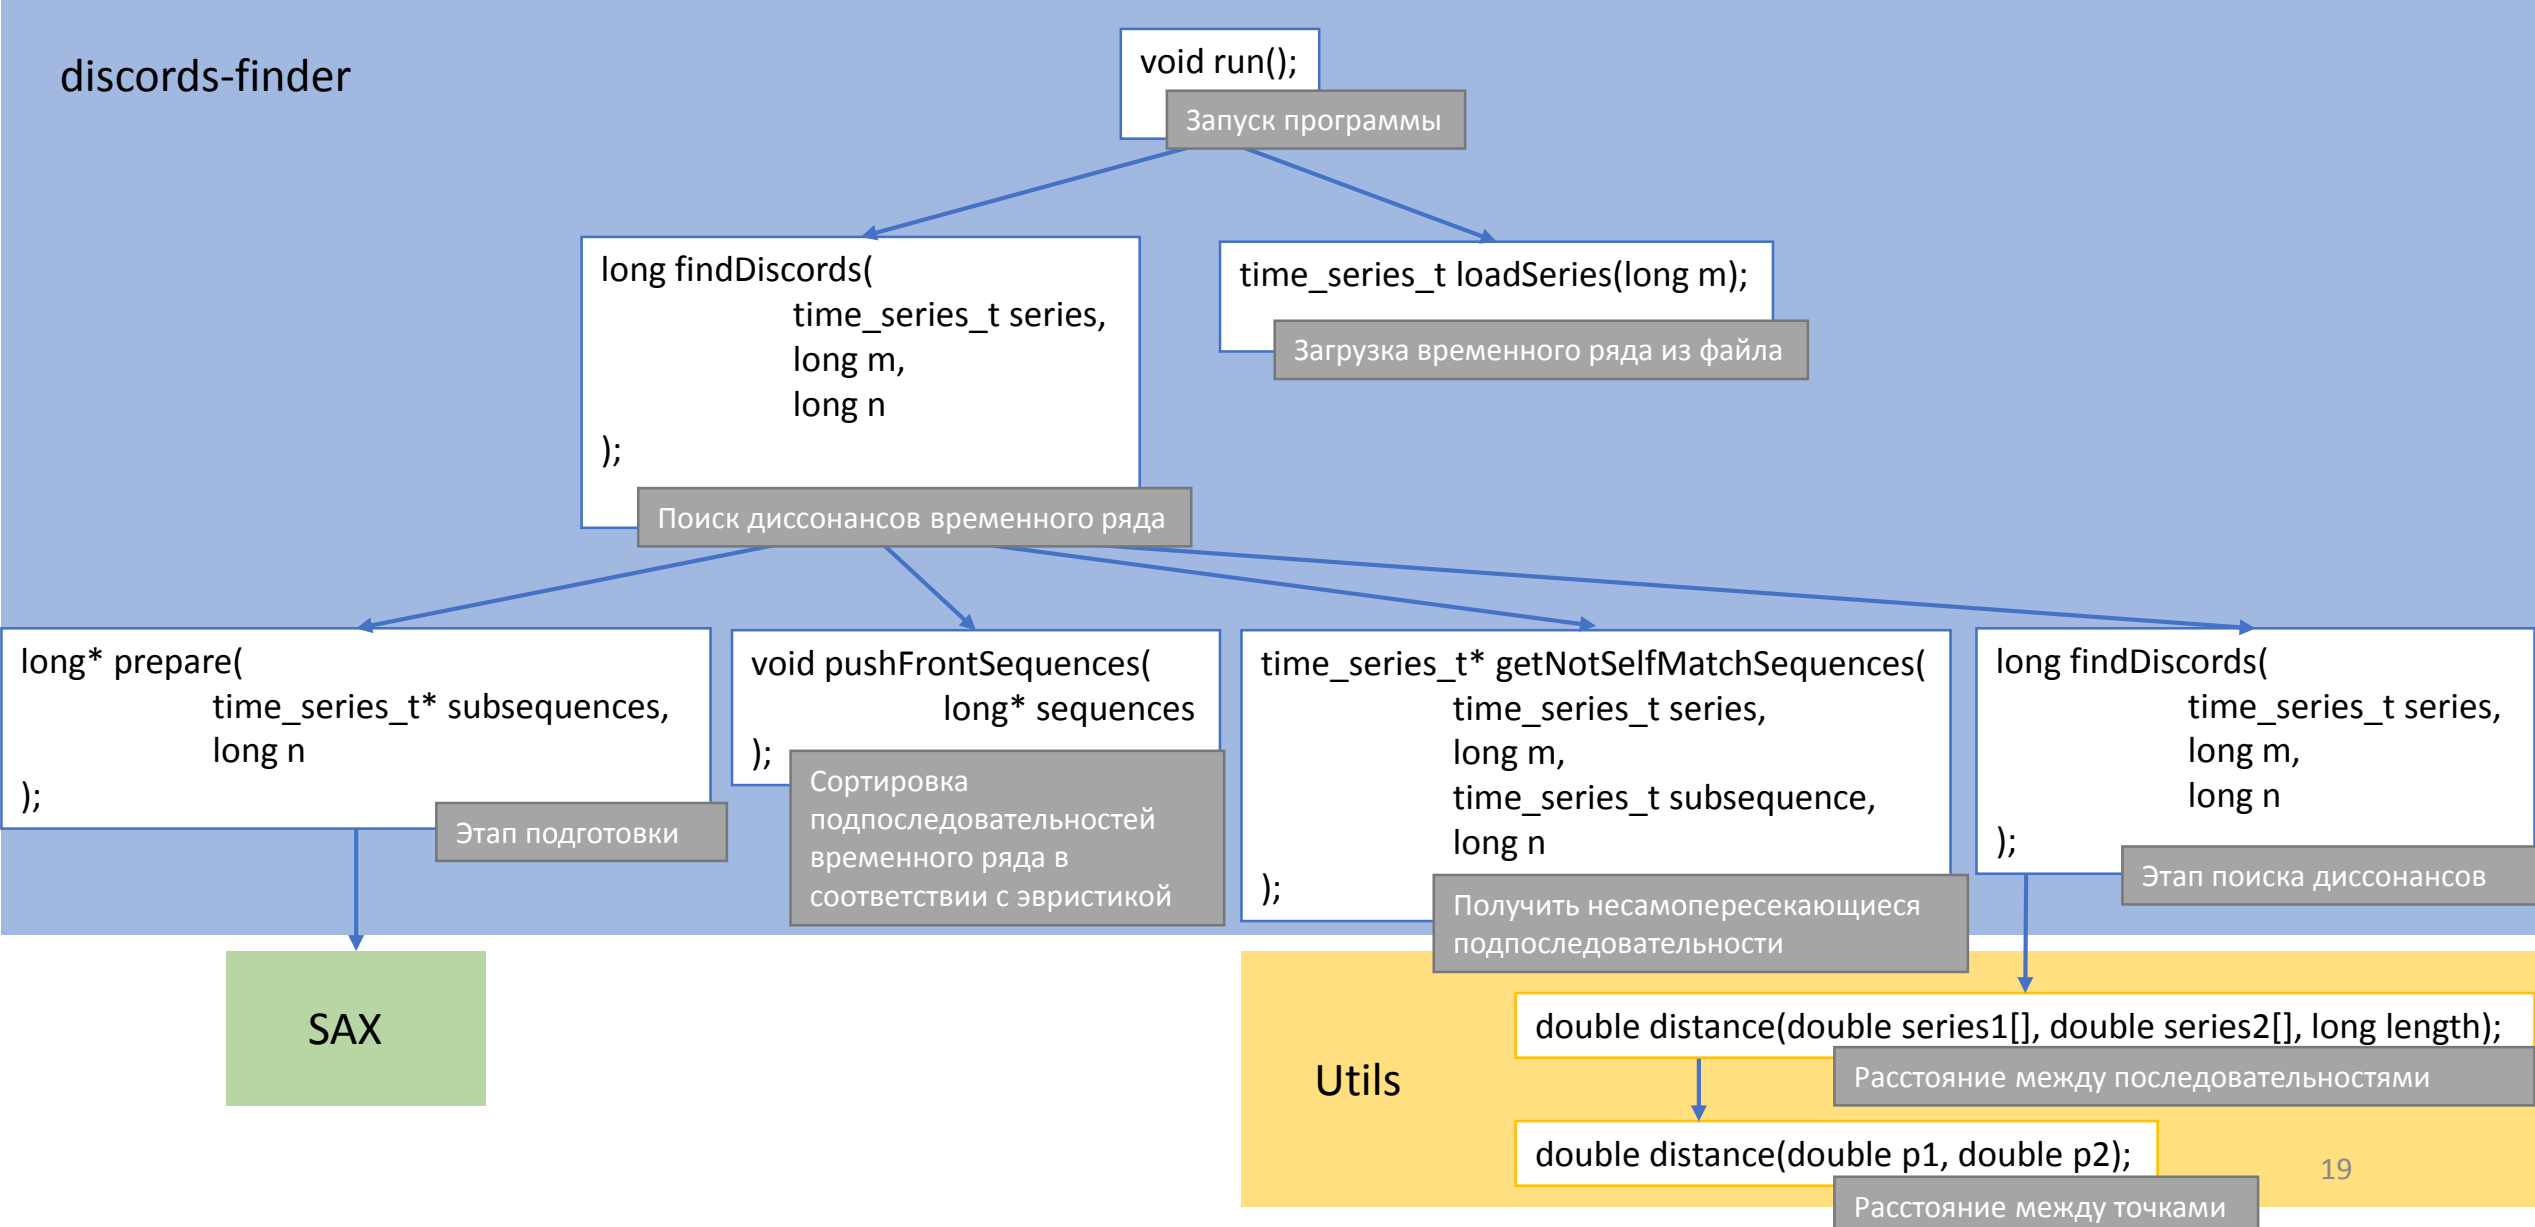 discords-finder
void run();
Запуск программы
long findDiscords(
time_series_t series,
long m,
long n
);
Поиск диссонансов временного ряда
time_series_t loadSeries(long m);
Загрузка временного ряда из файла
long* prepare(
time_series_t* subsequences,
long n
);
Этап подготовки
void pushFrontSequences(
long* sequences
);
Сортировка
подпоследовательностей
временного ряда в
соответствии с эвристикой
time_series_t* getNotSelfMatchSequences(
time_series_t series,
long m,
time_series_t subsequence,
long n
);
Получить несамопересекающиеся
подпоследовательности
long findDiscords(
time_series_t series,
long m,
long n
);
Этап поиска диссонансов
SAX
Utils
double distance(double series1[], double series2[], long length);
Расстояние между последовательностями
double distance(double p1, double p2);
Расстояние между точками
19